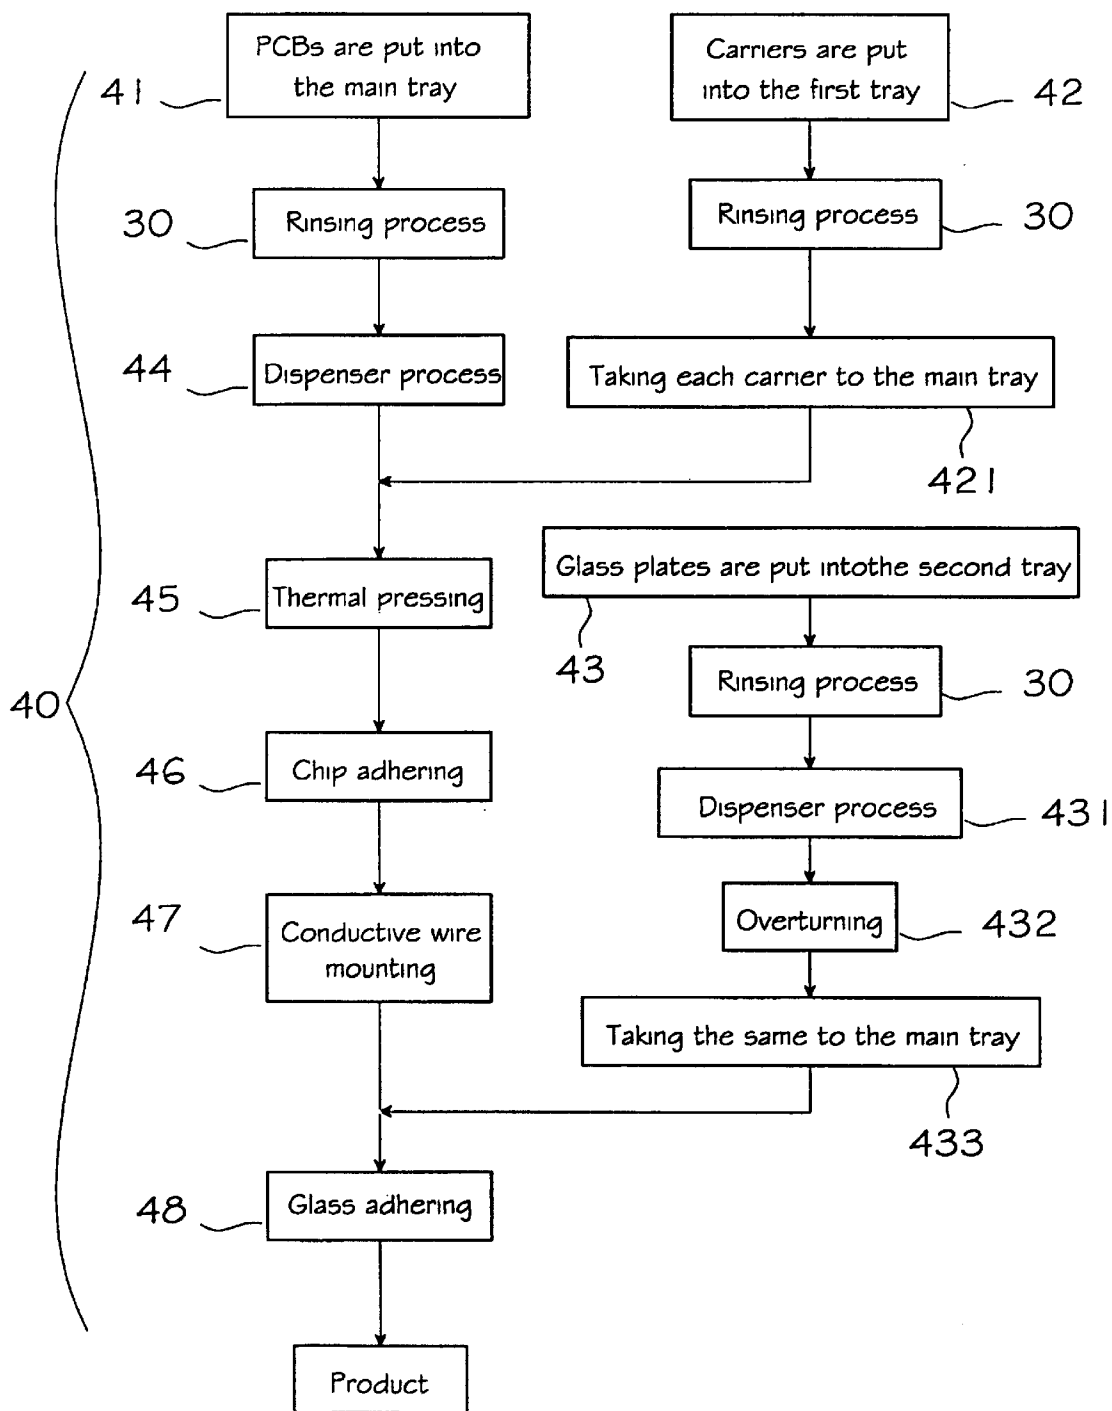 PCBs are put into
the main tray
41
Carriers are put
into the first tray
42
30
Rinsing process
Rinsing process
30
44
Dispenser process
Taking each carrier to the main tray
421
Glass plates are put intothe second tray
43
45
Thermal pressing
Rinsing process
30
40
46
Chip adhering
Dispenser process
431
47
Conductive wire
mounting
Overturning
432
Taking the same to the main tray
433
48
Glass adhering
Product